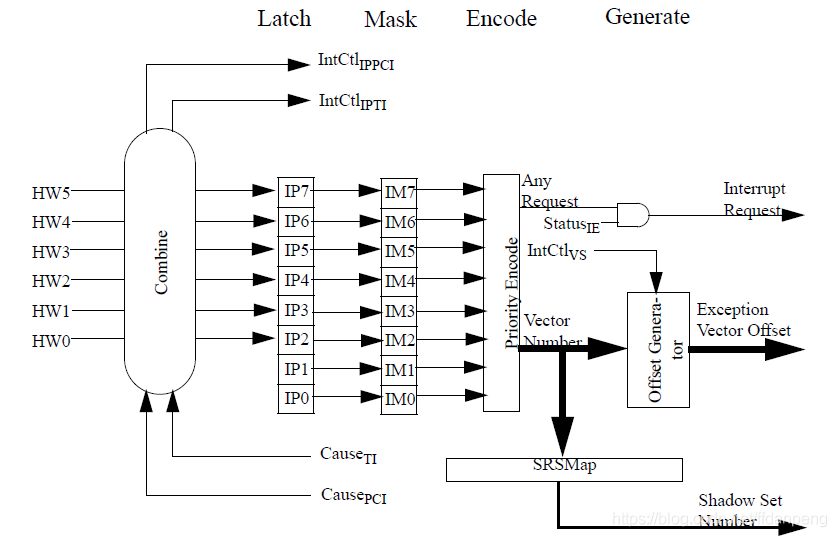 Latch Mask Encode Generate
IntCtlIPPCI
IntCtlIPTI
HW5
HW4
HW3
HW2
HW1
HW0
Combine
IP7
IP6
IP5
IP4
IP3
IP2
IP1
IP0
IM7
IM6
IM5
IM4
IM3
IM2
IM1
IM0
Priority Encode
Any
Request
StatusIE
IntCtlVS
Vector
Number
Offset Genera-
tor
Interrupt
Request
Exception
Vector Offset
CauseTI
CausePCI
SRSMap
Shadow Set
Number